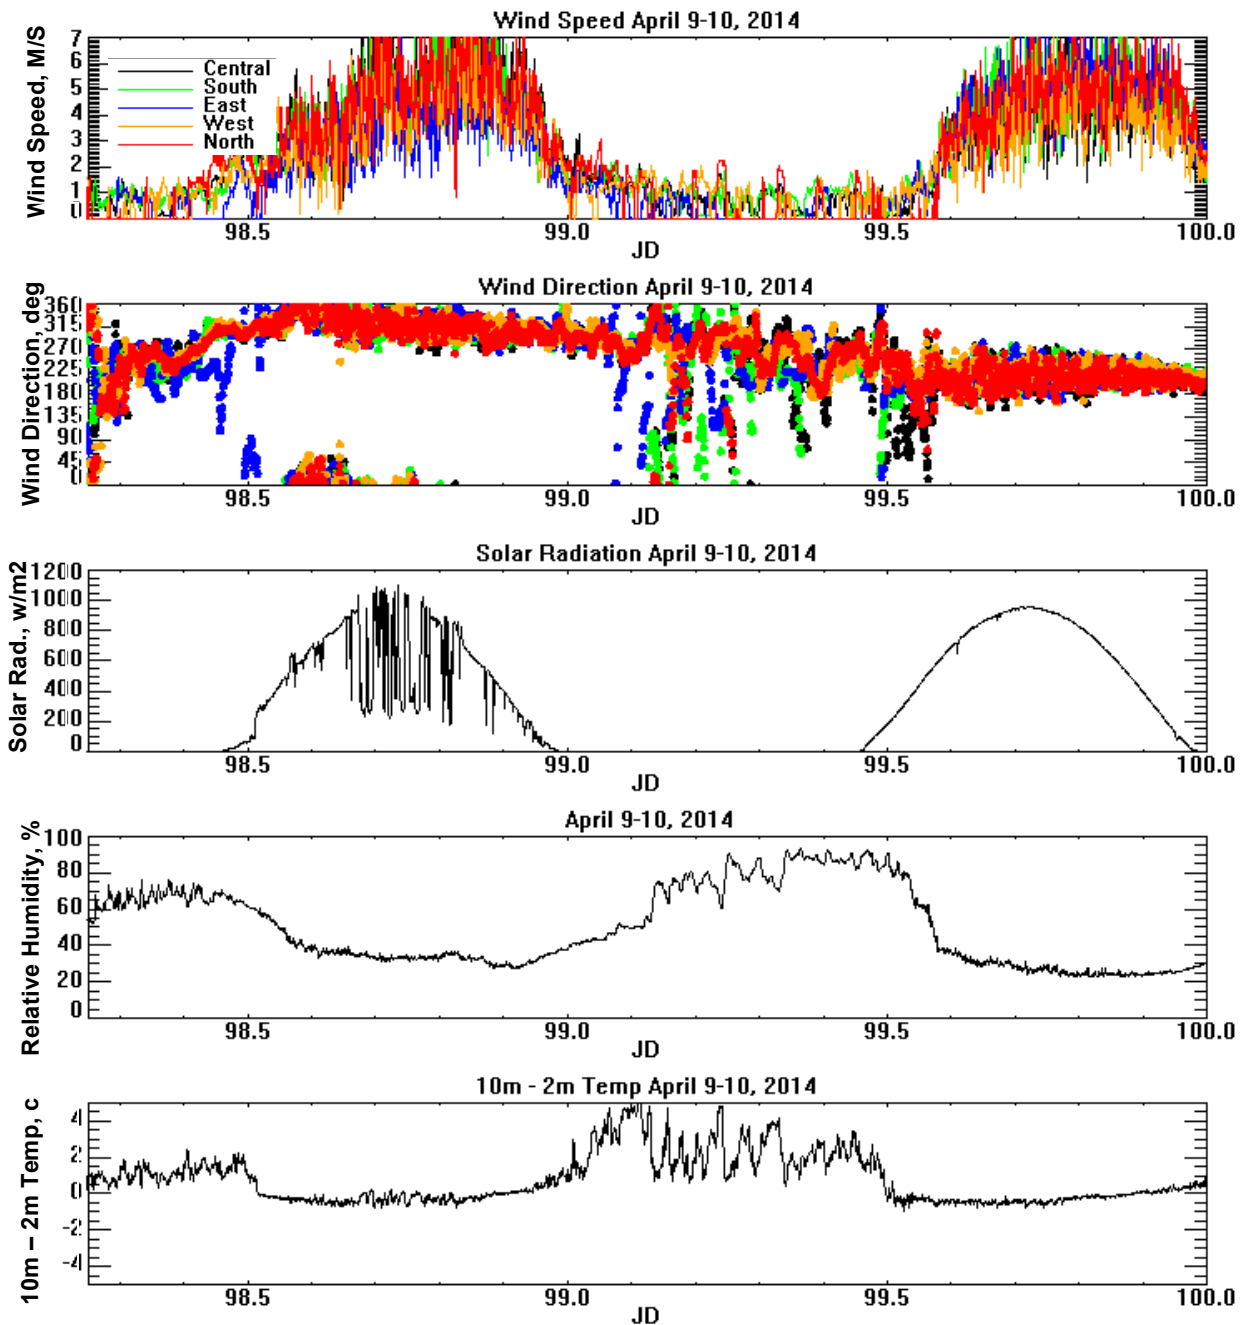 Wind Speed April 9-10, 2014
Wind Speed, M/S
7
6
5
4
3
2
1
0
Central
South
East
West
North
98.5
99.0
99.5
100.0
JD
Wind Direction April 9-10, 2014
Wind Direction, deg
360
315
270
225
180
135
90
45
0
98.5
99.0
99.5
100.0
JD
Solar Radiation April 9-10, 2014
Solar Rad., w/m2
1200
1000
800
600
400
200
0
98.5
99.0
99.5
100.0
JD
April 9-10, 2014
Relative Humidity, %
100
80
60
40
20
0
98.5
99.0
99.5
100.0
JD
10m - 2m Temp April 9-10, 2014
10m – 2m Temp, c
4
2
0
-2
-4
98.5
99.0
99.5
100.0
JD